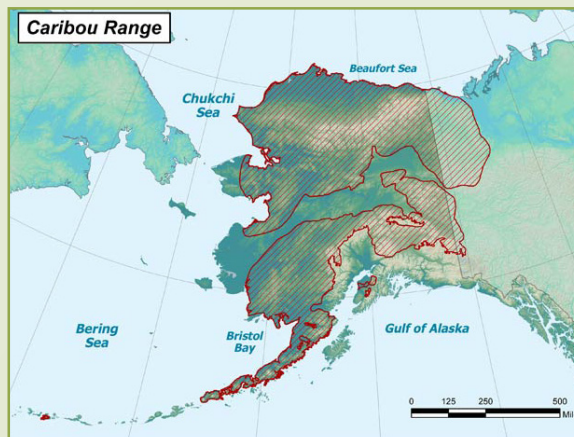 Caribou Range
Beaufort Sea
Chukchi
Sea
Bering
Sea
Bristol
Bay
Gulf of Alaska
0 125 250 500
Mil